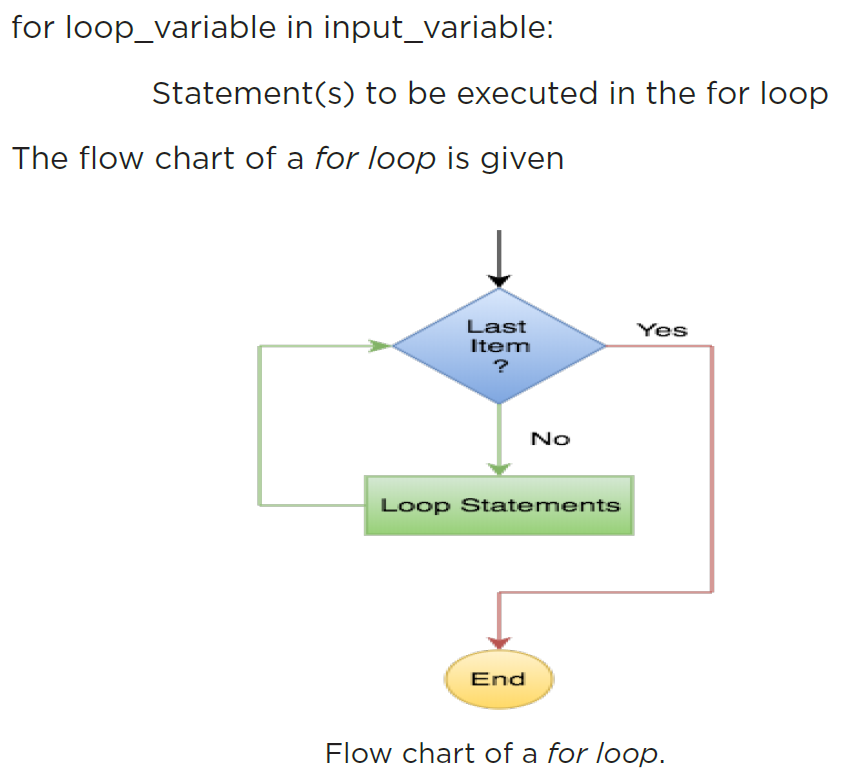 for loop_variable in input_variable:
Statement(s) to be executed in the for loop
The flow chart of a for loop is given
Last
Item
?
Yes
No
Loop Statements
End
Flow chart of a for loop.